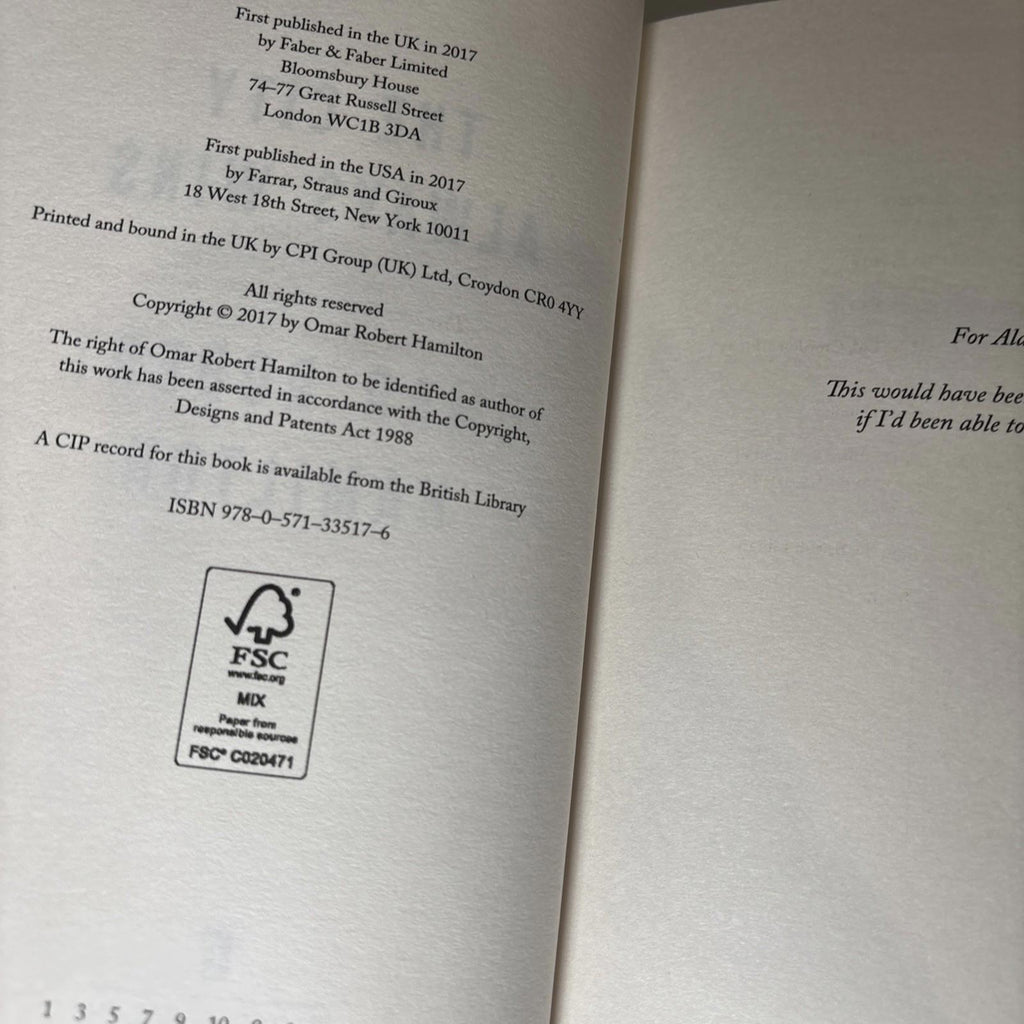 First published in the UK in 2017
by Faber & Faber Limited
Bloomsbury House
74–77 Great Russell Street
London WC1B 3DA
First published in the USA in 2017
by Farrar, Straus and Giroux
18 West 18th Street, New York 10011
Printed and bound in the UK by CPI Group (UK) Ltd, Croydon CR0 4YY
All rights reserved
Copyright © 2017 by Omar Robert Hamilton
The right of Omar Robert Hamilton to be identified as author of
this work has been asserted in accordance with the Copyright,
Designs and Patents Act 1988
A CIP record for this book is available from the British Library
ISBN 978–0–571–33517–6
FSC
www.fsc.org
MIX
Paper from
responsible sources
FSC® C020471
1 3 5 7 9 10
For
This would have
if I'd been able to